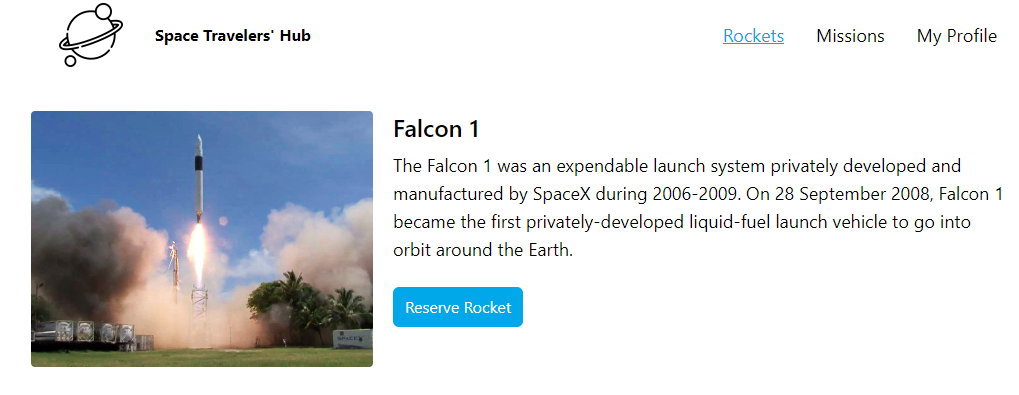 Space Travelers' Hub
Rockets
Missions
My Profile
Falcon 1
The Falcon 1 was an expendable launch system privately developed and
manufactured by SpaceX during 2006-2009. On 28 September 2008, Falcon 1
became the first privately-developed liquid-fuel launch vehicle to go into
orbit around the Earth.
Reserve Rocket